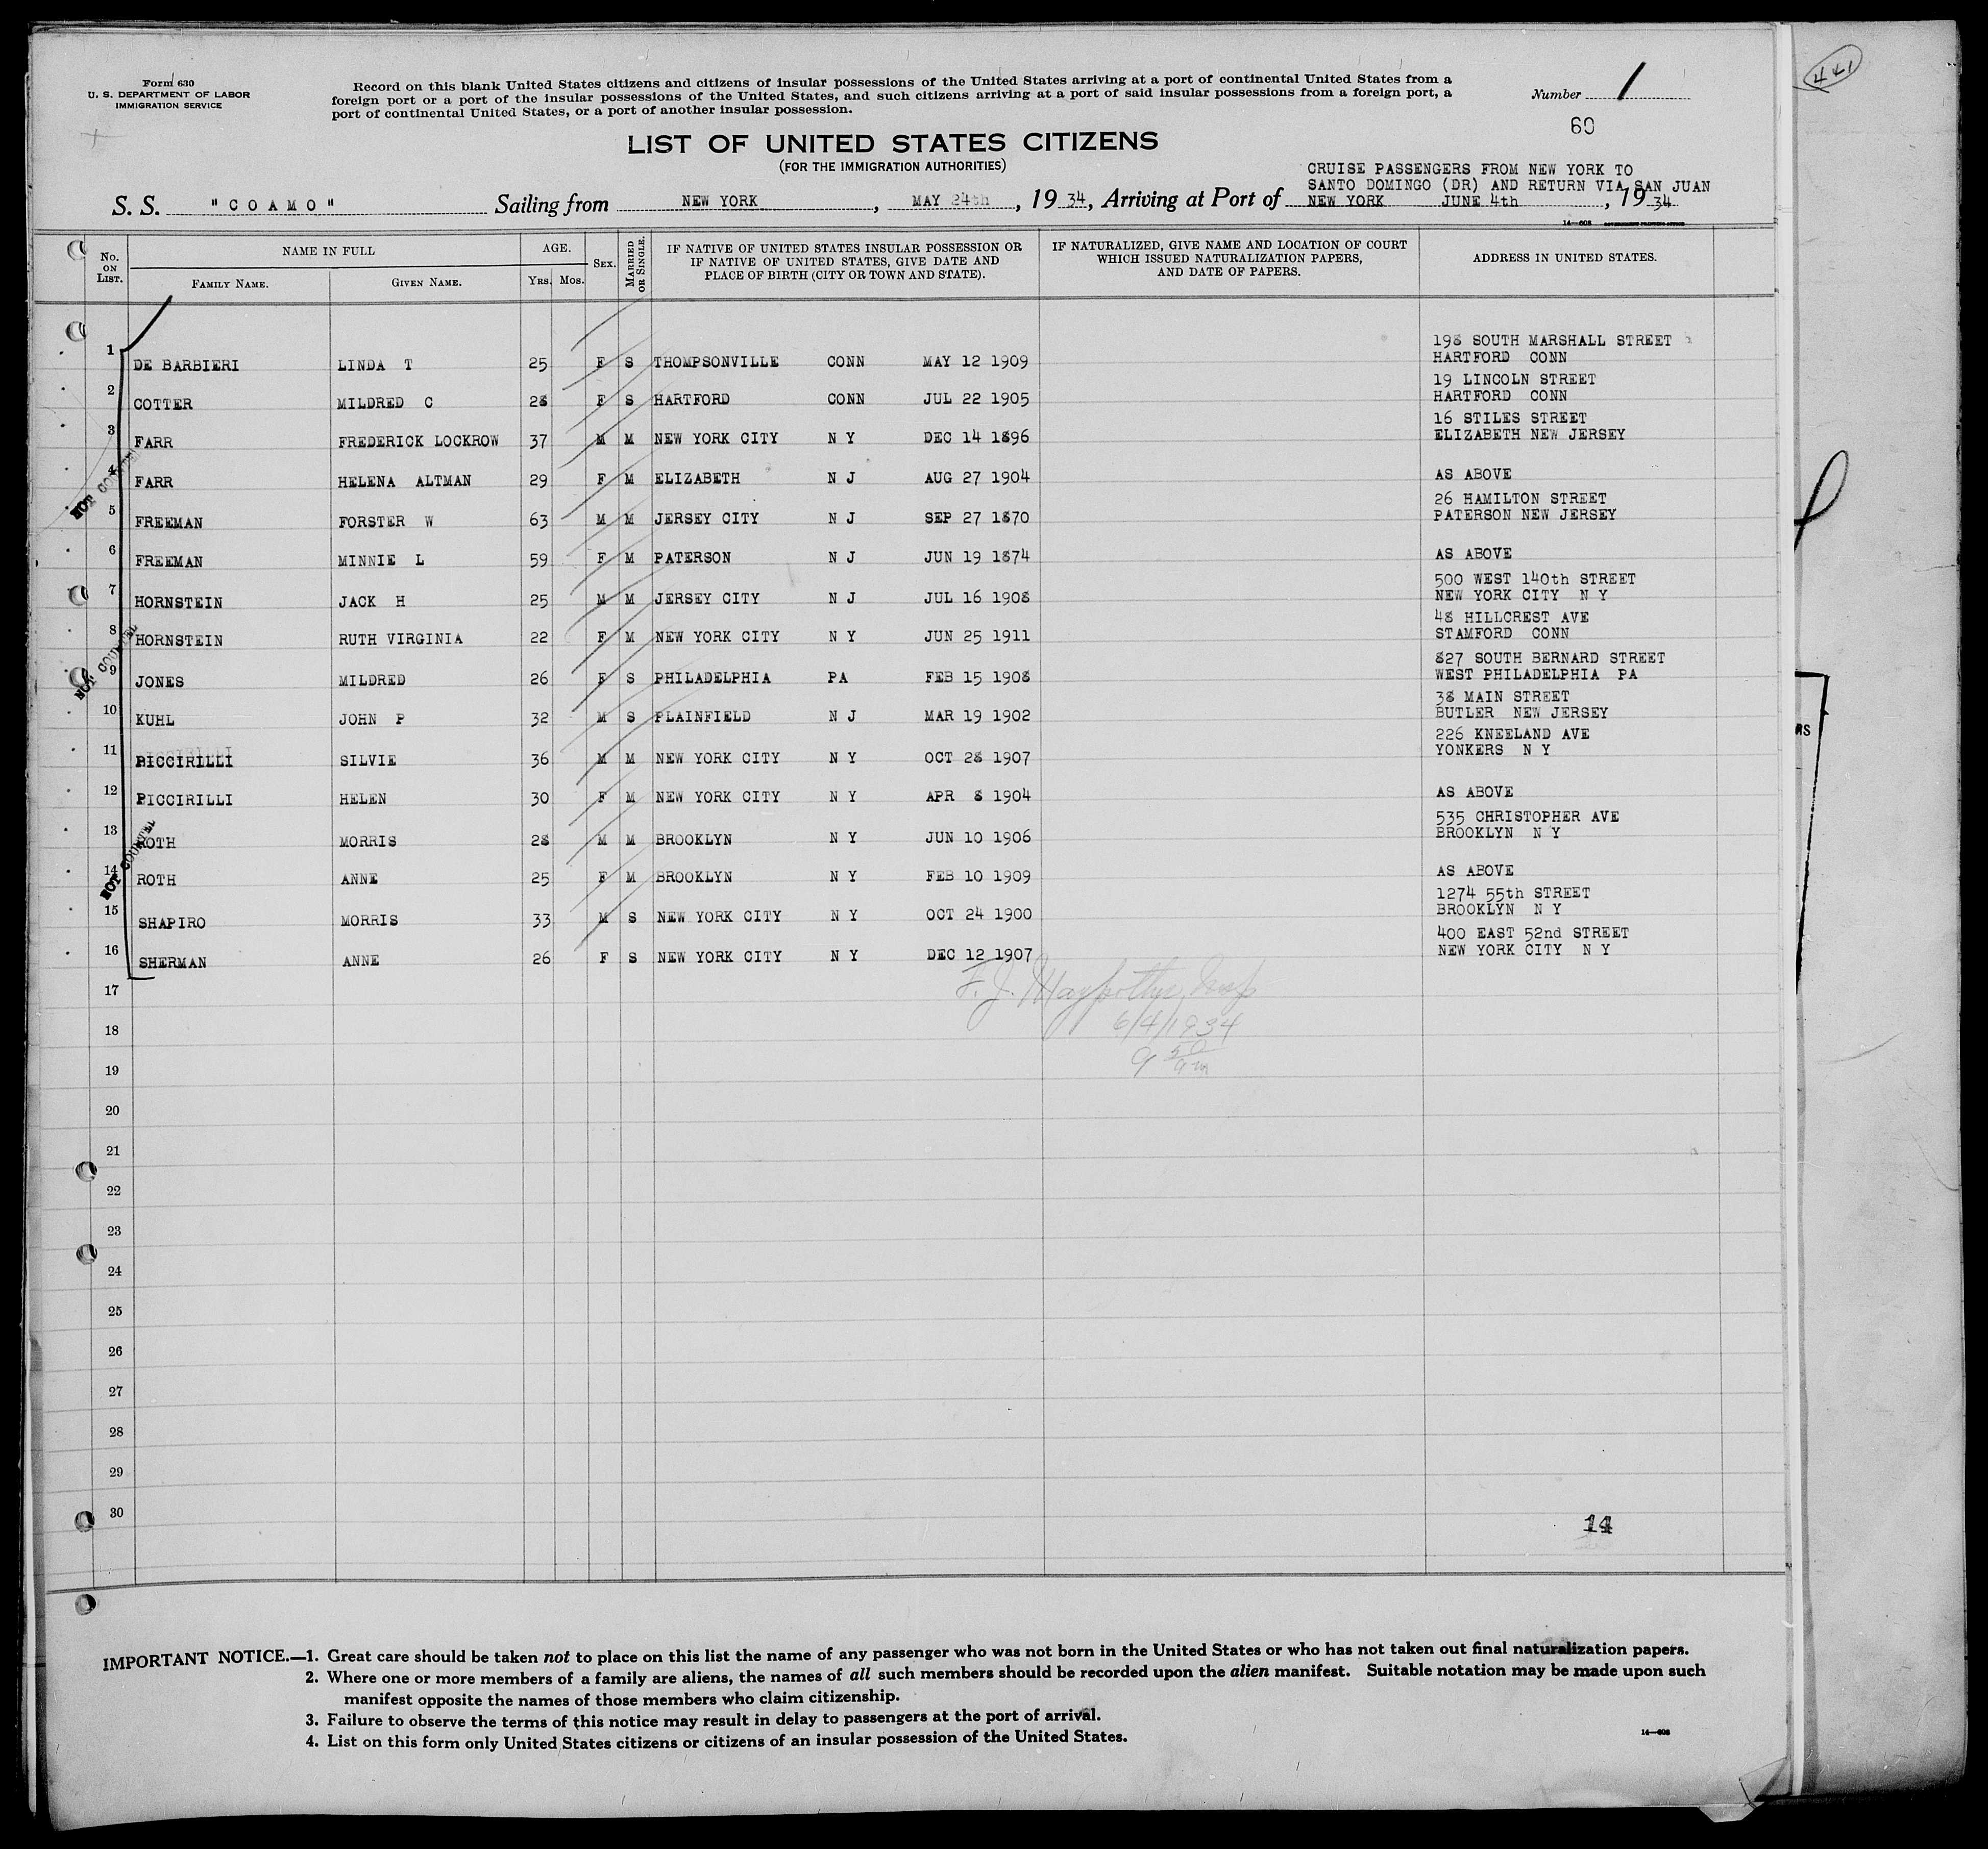 441
Form 630
U. S. DEPARTMENT OF LABOR
IMMIGRATION SERVICE
Record on this blank United States citizens and citizens of insular possessions of the United States arriving at a port of continental United States from a
foreign port or a port of the insular possessions of the United States, and such citizens arriving at a port of said insular possessions from a foreign port, a
port of continental United States, or a port of another insular possession.
Number 1
60
LIST OF UNITED STATES CITIZENS
(FOR THE IMMIGRATION AUTHORITIES)
CRUISE PASSENGERS FROM NEW YORK TO
SANTO DOMINGO (DR) AND RETURN VIA SAN JUAN
S. S. "COAMO" Sailing from NEW YORK, MAY 24th, 19 34, Arriving at Port of NEW YORK JUNE 4th, 19 34
14—608 GOVERNMENT PRINTING OFFICE
No. ON LIST. NAME IN FULL FAMILY NAME. GIVEN NAME. AGE. YRS. MOS. SEX. MARRIED OR SINGLE. IF NATIVE OF UNITED STATES INSULAR POSSESSION OR IF NATIVE OF UNITED STATES, GIVE DATE AND PLACE OF BIRTH (CITY OR TOWN AND STATE). IF NATURALIZED, GIVE NAME AND LOCATION OF COURT WHICH ISSUED NATURALIZATION PAPERS, AND DATE OF PAPERS. ADDRESS IN UNITED STATES.
1 DE BARBIERI LINDA T 25 F S THOMPSONVILLE CONN MAY 12 1909 198 SOUTH MARSHALL STREET HARTFORD CONN
2 COTTER MILDRED C 28 F S HARTFORD CONN JUL 22 1905 19 LINCOLN STREET HARTFORD CONN
3 FARR FREDERICK LOCKROW 37 M M NEW YORK CITY N Y DEC 14 1896 16 STILES STREET ELIZABETH NEW JERSEY
4 FARR HELENA ALTMAN 29 F M ELIZABETH N J AUG 27 1904 AS ABOVE
5 FREEMAN FORSTER W 63 M M JERSEY CITY N J SEP 27 1870 26 HAMILTON STREET PATERSON NEW JERSEY
6 FREEMAN MINNIE L 59 F M PATERSON N J JUN 19 1874 AS ABOVE
7 HORNSTEIN JACK H 25 M M JERSEY CITY N J JUL 16 1908 500 WEST 140th STREET NEW YORK CITY N Y
8 HORNSTEIN RUTH VIRGINIA 22 F M NEW YORK CITY N Y JUN 25 1911 48 HILLCREST AVE STAMFORD CONN
9 JONES MILDRED 26 F S PHILADELPHIA PA FEB 15 1908 827 SOUTH BERNARD STREET WEST PHILADELPHIA PA
10 KUHL JOHN P 32 M S PLAINFIELD N J MAR 19 1902 38 MAIN STREET BUTLER NEW JERSEY
11 PICCIRILLI SILVIE 36 M M NEW YORK CITY N Y OCT 28 1907 226 KNEELAND AVE YONKERS N Y
12 PICCIRILLI HELEN 30 F M NEW YORK CITY N Y APR 8 1904 AS ABOVE
13 ROTH MORRIS 28 M M BROOKLYN N Y JUN 10 1906 535 CHRISTOPHER AVE BROOKLYN N Y
14 ROTH ANNE 25 F M BROOKLYN N Y FEB 10 1909 AS ABOVE
15 SHAPIRO MORRIS 33 M S NEW YORK CITY N Y OCT 24 1900 1274 55th STREET BROOKLYN N Y
16 SHERMAN ANNE 26 F S NEW YORK CITY N Y DEC 12 1907 400 EAST 52nd STREET NEW YORK CITY N Y
NOT COUNTED
NOT COUNTED
NOT COUNTED
17
F. J.
18
6/4/1934
19
9 50 am
20
21
22
23
24
25
26
27
28
29
30
14
IMPORTANT NOTICE.—1. Great care should be taken not to place on this list the name of any passenger who was not born in the United States or who has not taken out final naturalization papers.
2. Where one or more members of a family are aliens, the names of all such members should be recorded upon the alien manifest. Suitable notation may be made upon such
manifest opposite the names of those members who claim citizenship.
3. Failure to observe the terms of this notice may result in delay to passengers at the port of arrival.
4. List on this form only United States citizens or citizens of an insular possession of the United States.
14—608